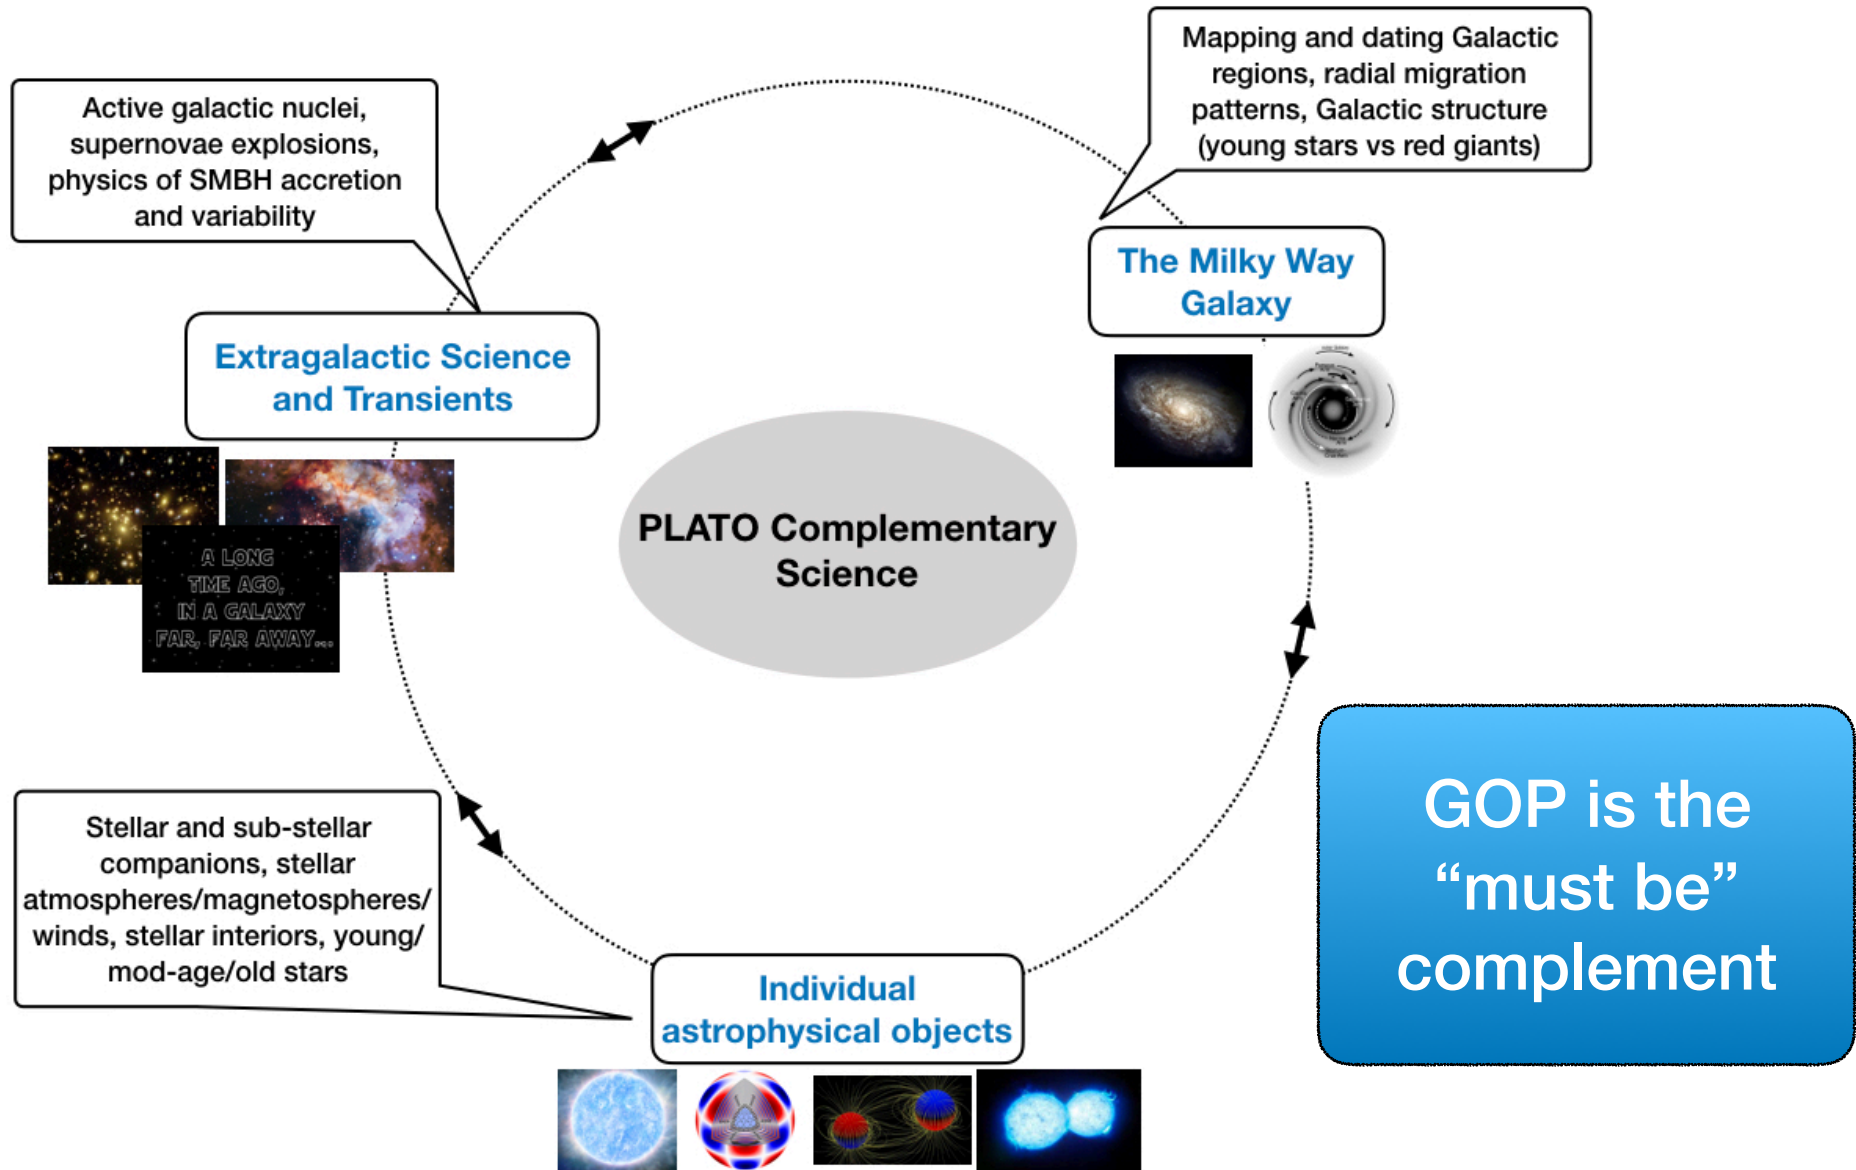 Mapping and dating Galactic
regions, radial migration
patterns, Galactic structure
(young stars vs red giants)
Active galactic nuclei,
supernovae explosions,
physics of SMBH accretion
and variability
The Milky Way
Galaxy
Extragalactic Science
and Transients
A LONG
TIME AGO,
IN A GALAXY
FAR, FAR AWAY...
PLATO Complementary
Science
GOP is the
“must be”
complement
Stellar and sub-stellar
companions, stellar
atmospheres/magnetospheres/
winds, stellar interiors, young/
mod-age/old stars
Individual
astrophysical objects